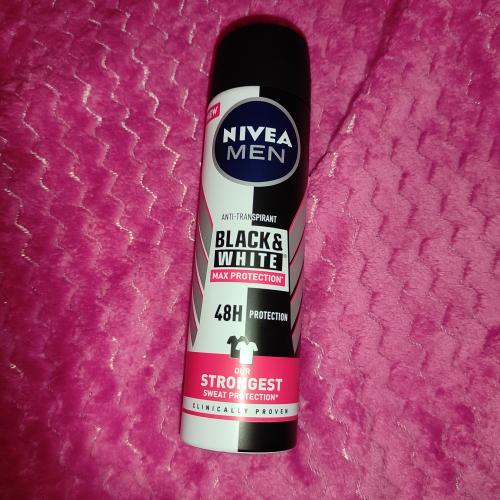 NEW
NIVEA
MEN
ANTI-TRANSPIRANT
BLACK &
WHITE
MAX PROTECTION*
48H PROTECTION
OUR
STRONGEST
SWEAT PROTECTION*
CLINICALLY PROVEN